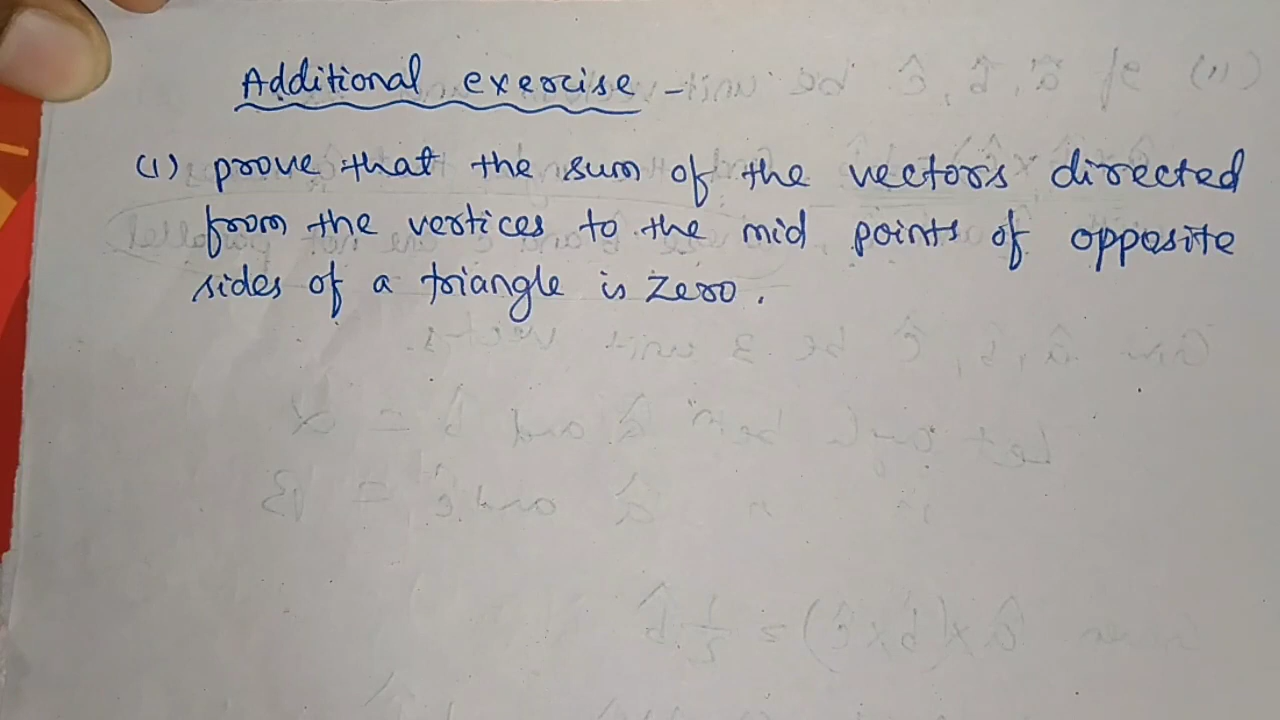 Additional exercise -
(1) prove that the sum of the vectors directed
from the vertices to the mid points of opposite
sides of a triangle is zero.